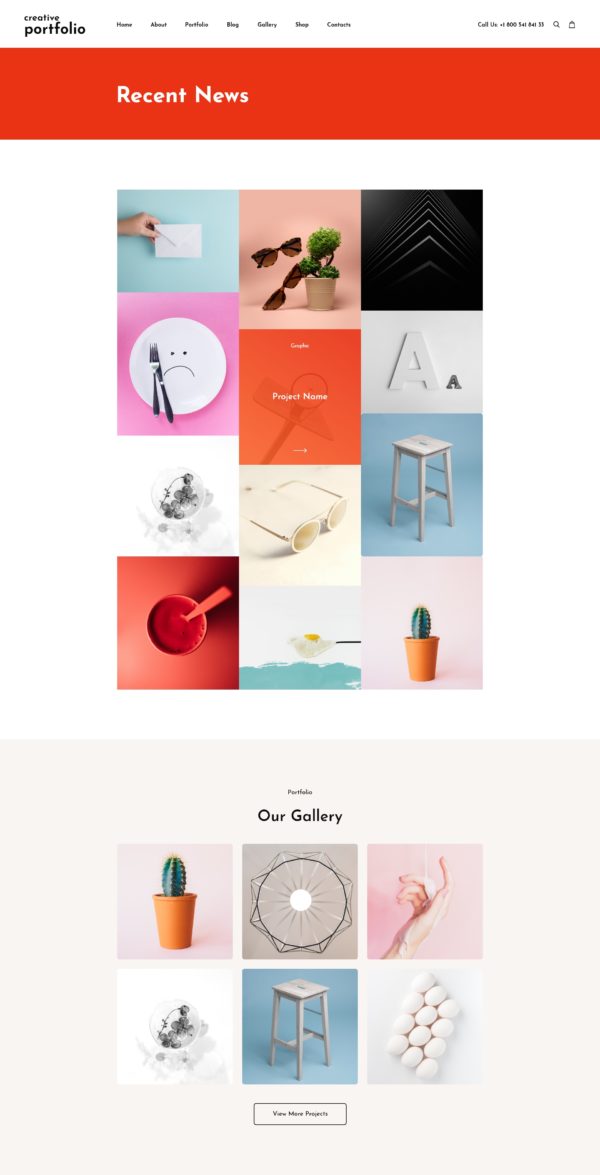 creative
portfolio
Home About Portfolio Blog Gallery Shop Contacts
Call Us: +1 800 541 841 33
Recent News
Graphic
Project Name
A
A
Portfolio
Our Gallery
View More Projects